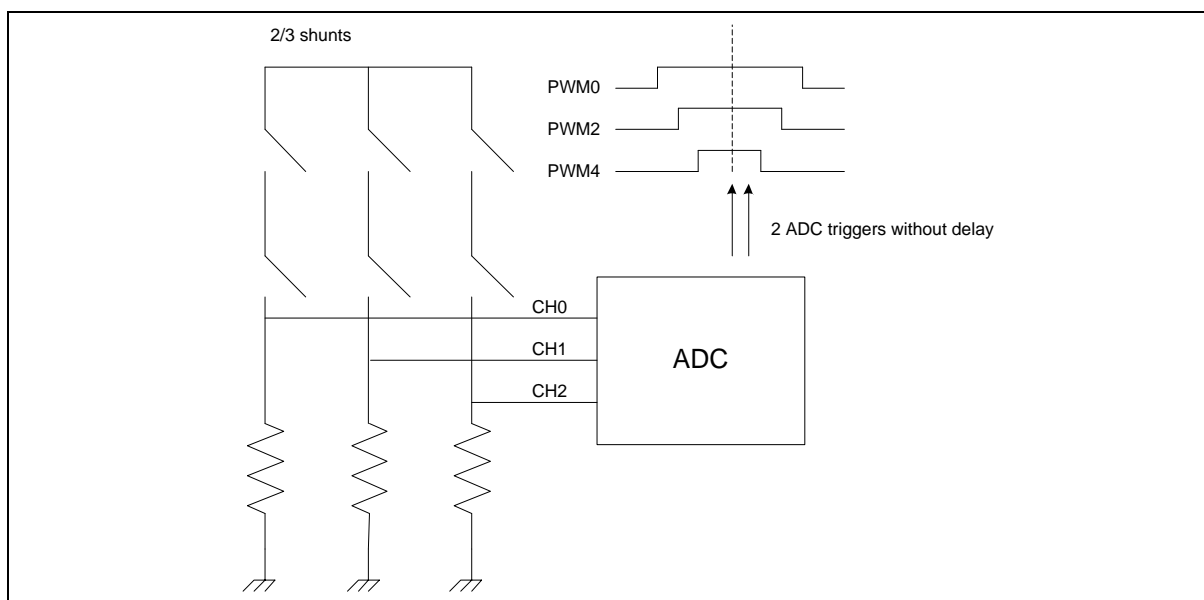 2/3 shunts
PWM0
PWM2
PWM4
2 ADC triggers without delay
CH0
CH1
CH2
ADC